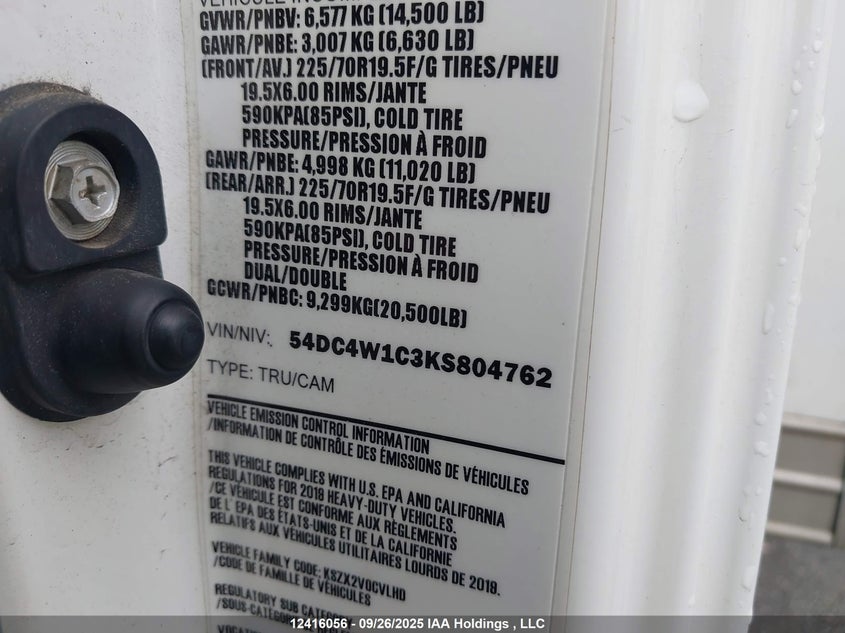 GVWR/PNBV: 6,577 KG (14,500 LB)
GAWR/PNBE: 3,007 KG (6,630 LB)
(FRONT/AV.) 225/70R19.5F/G TIRES/PNEU
19.5X6.00 RIMS/JANTE
590KPA(85PSI), COLD TIRE
PRESSURE/PRESSION À FROID
GAWR/PNBE: 4,998 KG (11,020 LB)
(REAR/ARR.) 225/70R19.5F/G TIRES/PNEU
19.5X6.00 RIMS/JANTE
590KPA(85PSI), COLD TIRE
PRESSURE/PRESSION À FROID
DUAL/DOUBLE
GCWR/PNBC: 9,299KG(20,500LB)
VIN/NIV: 54DC4W1C3KS804762
TYPE: TRU/CAM
VEHICLE EMISSION CONTROL INFORMATION
/INFORMATION DE CONTRÔLE DES ÉMISSIONS DE VÉHICULES
THIS VEHICLE COMPLIES WITH U.S. EPA AND CALIFORNIA
REGULATIONS FOR 2019 HEAVY-DUTY VEHICLES.
/CE VÉHICULE EST CONFORME AUX RÈGLEMENTS
DE L' EPA DES ÉTATS-UNIS ET DE LA CALIFORNIE
RELATIFS AUX VÉHICULES UTILITAIRES LOURDS DE 2019.
VEHICLE FAMILY CODE: KSZX2VOCVLHD
/CODE DE FAMILLE DE VÉHICULES
REGULATORY SUB
12416056 - 09/26/2025 IAA Holdings , LLC